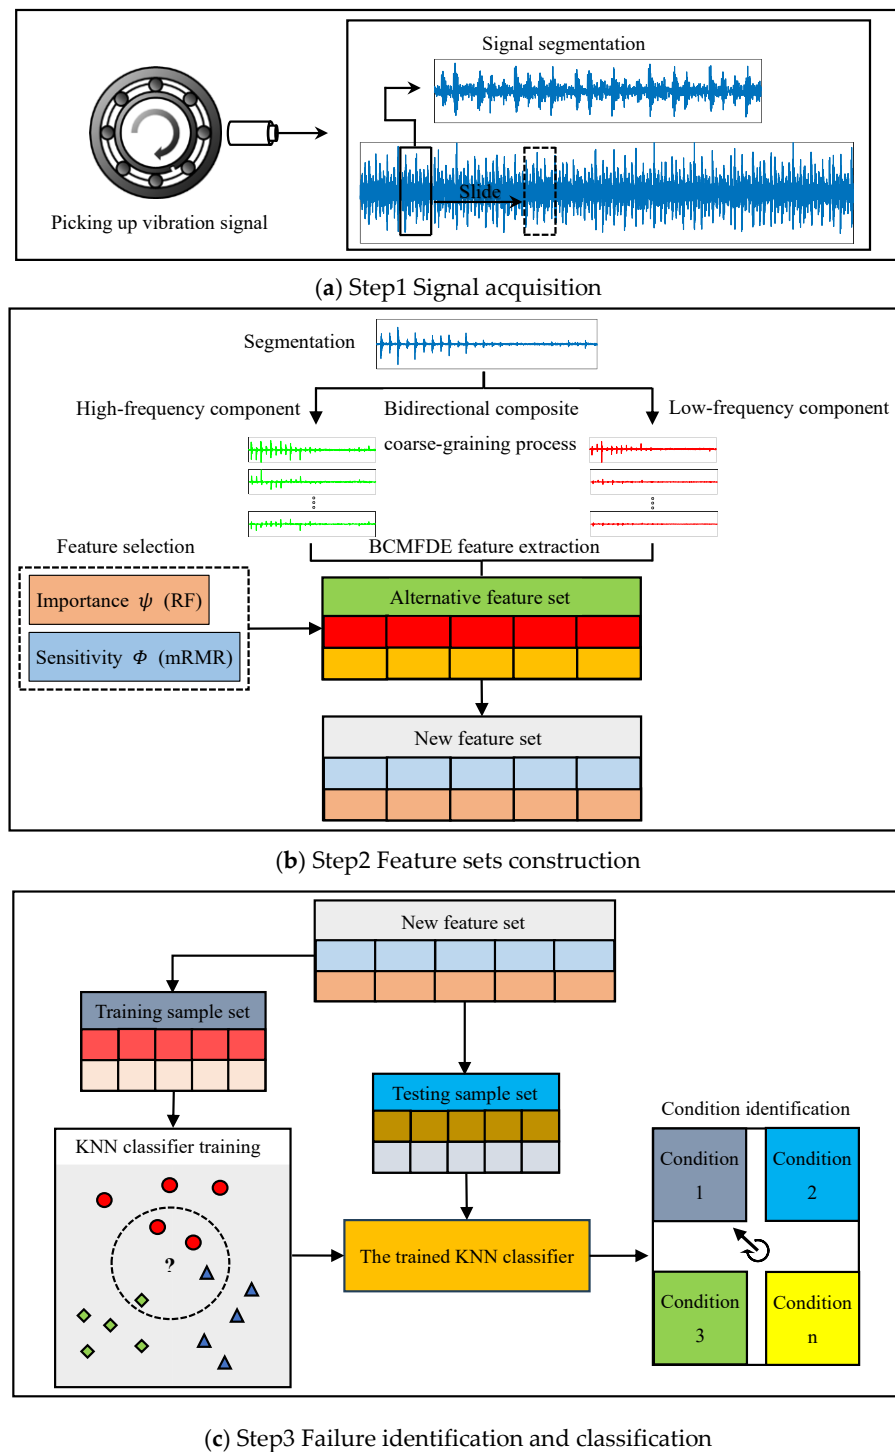 Signal segmentation
Slide
Picking up vibration signal
(a) Step1 Signal acquisition
Segmentation
High-frequency component
Bidirectional composite
Low-frequency component
coarse-graining process
Feature selection
BCMFDE feature extraction
Importance ψ (RF)
Alternative feature set
Sensitivity Φ (mRMR)
New feature set
(b) Step2 Feature sets construction
New feature set
Training sample set
Testing sample set
Condition identification
KNN classifier training
Condition
1
Condition
2
?
The trained KNN classifier
Condition
3
Condition
n
(c) Step3 Failure identification and classification